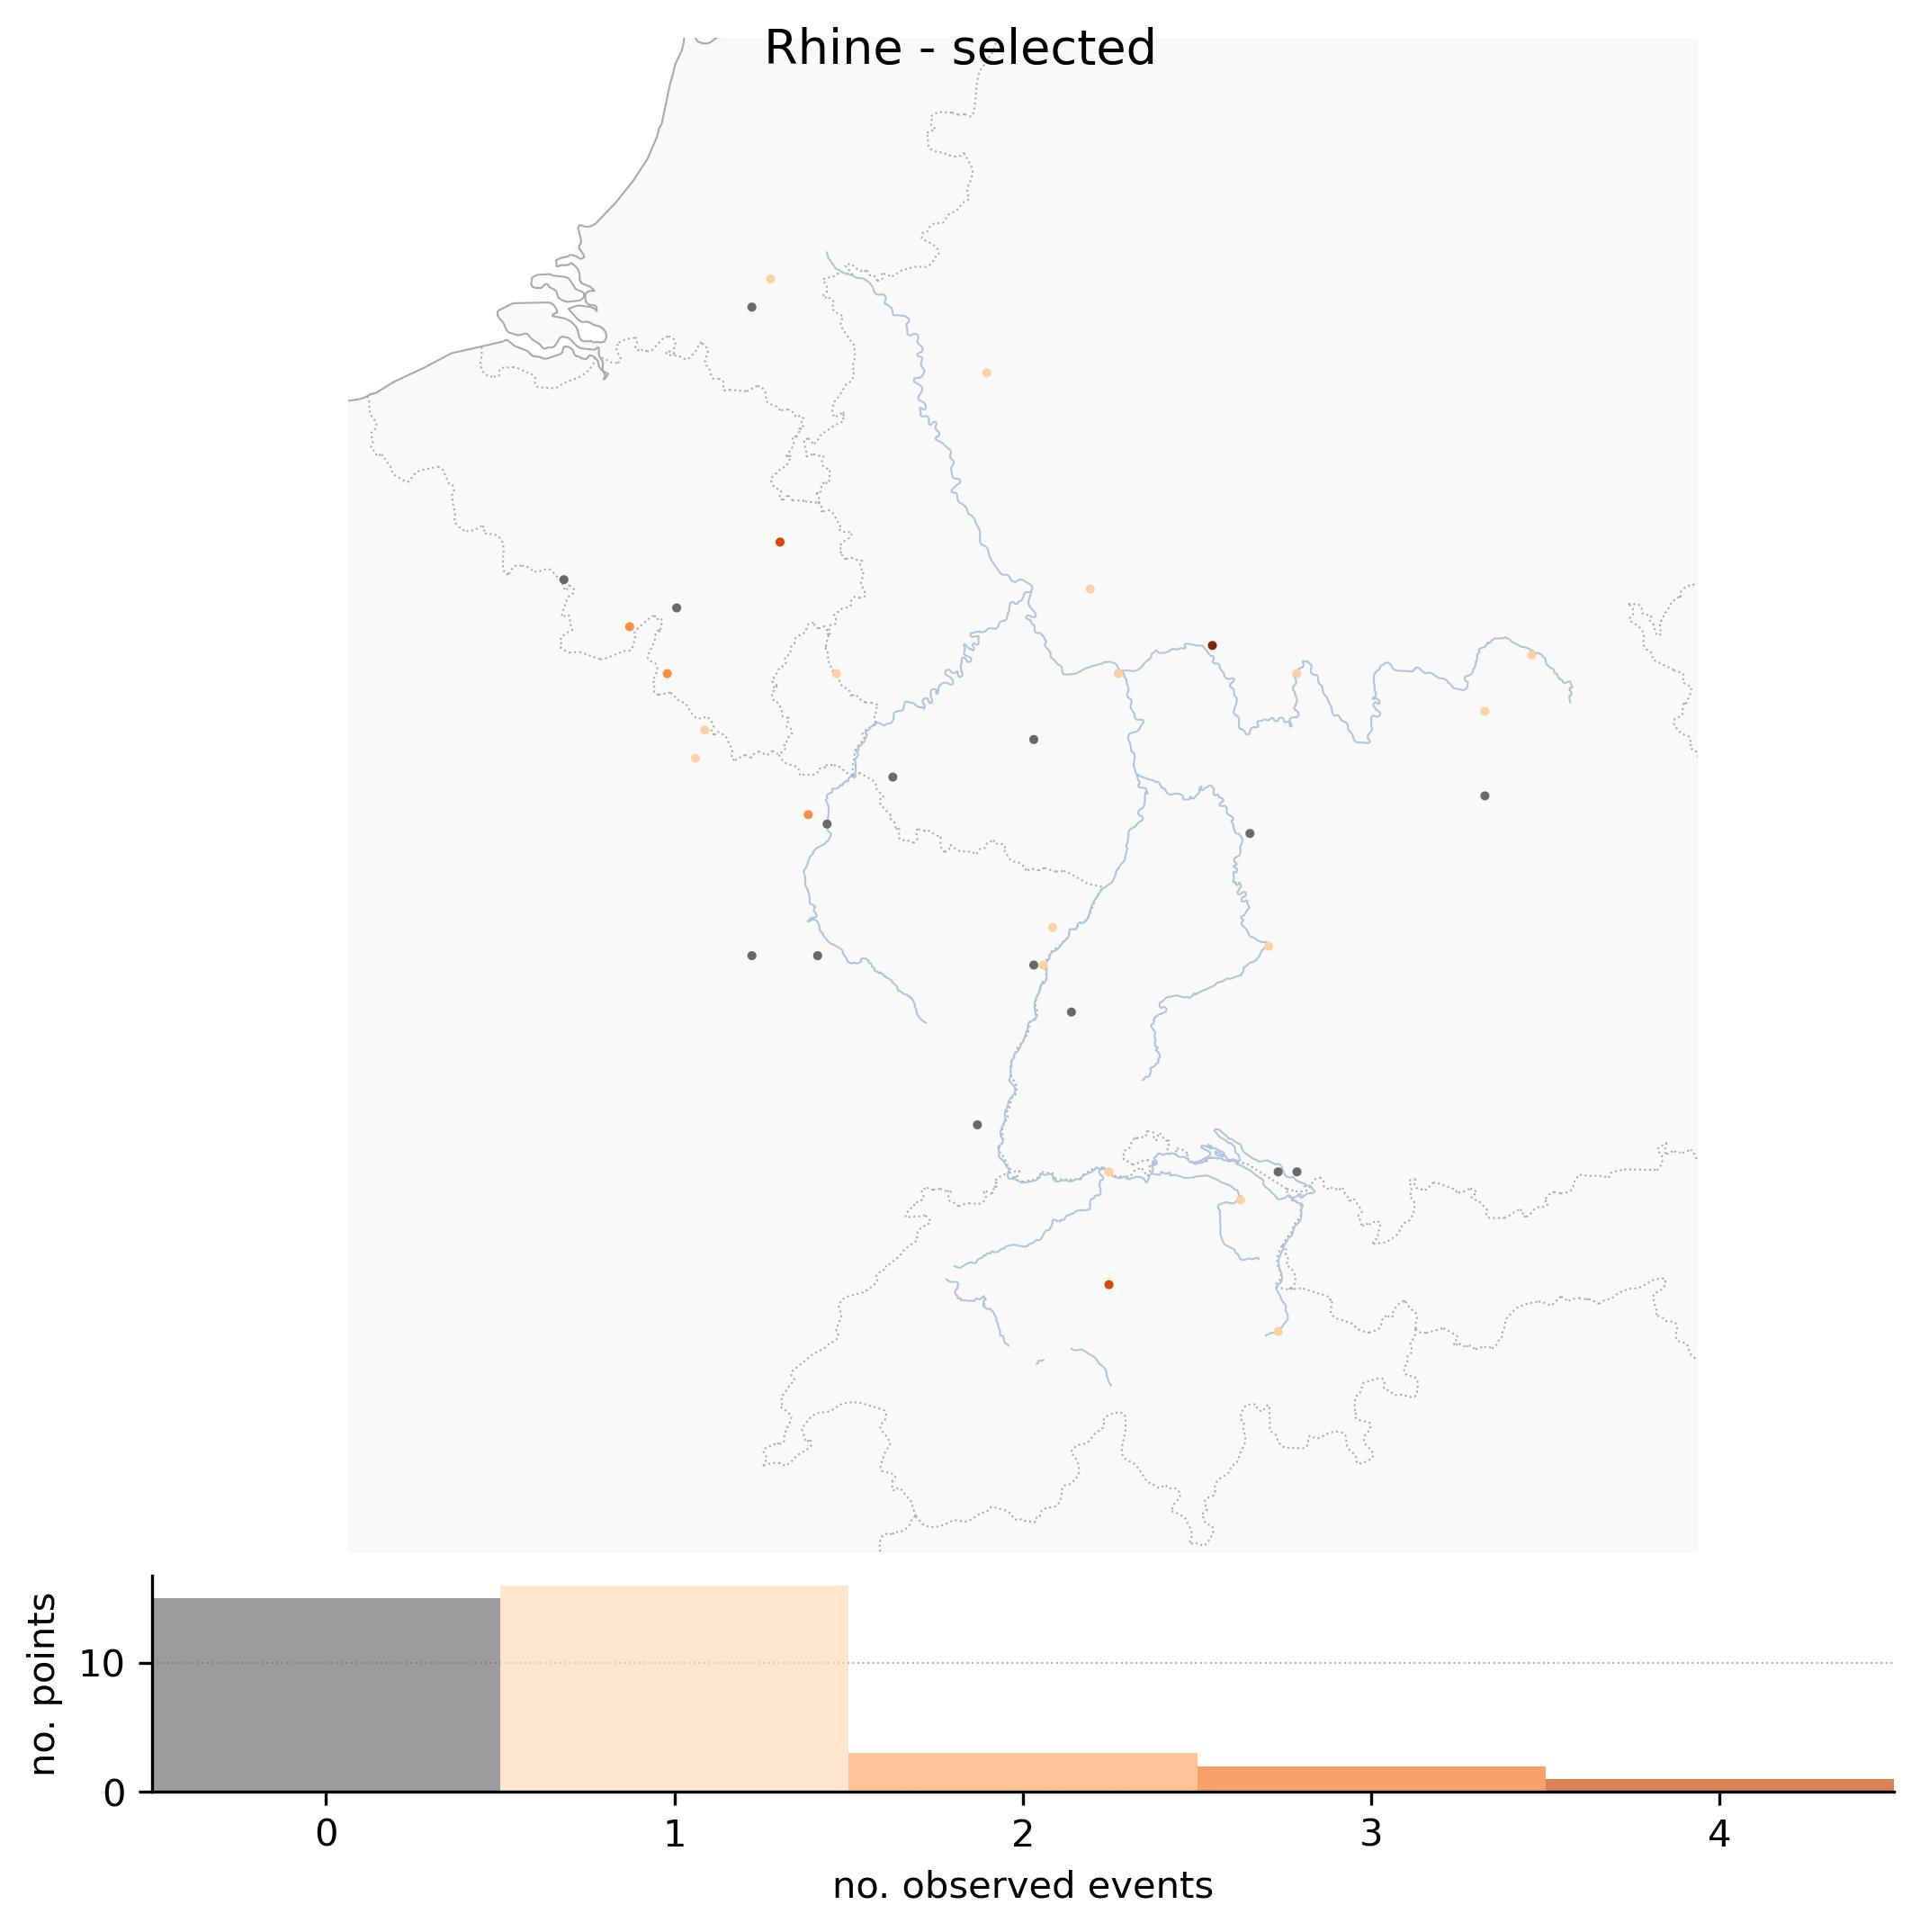 Rhine - selected
no. points
10
0
0 1 2 3 4
no. observed events